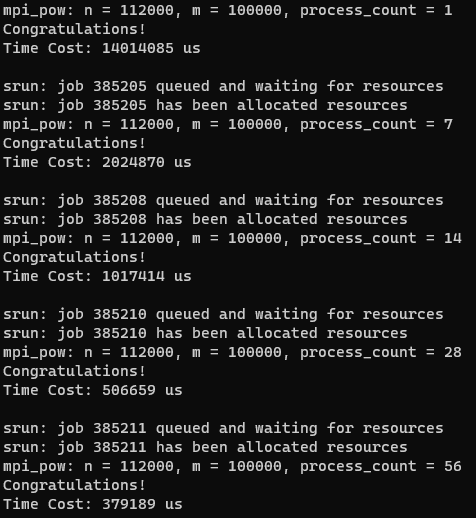 mpi_pow: n = 112000, m = 100000, process_count = 1
Congratulations!
Time Cost: 14014085 us
srun: job 385205 queued and waiting for resources
srun: job 385205 has been allocated resources
mpi_pow: n = 112000, m = 100000, process_count = 7
Congratulations!
Time Cost: 2024870 us
srun: job 385208 queued and waiting for resources
srun: job 385208 has been allocated resources
mpi_pow: n = 112000, m = 100000, process_count = 14
Congratulations!
Time Cost: 1017414 us
srun: job 385210 queued and waiting for resources
srun: job 385210 has been allocated resources
mpi_pow: n = 112000, m = 100000, process_count = 28
Congratulations!
Time Cost: 506659 us
srun: job 385211 queued and waiting for resources
srun: job 385211 has been allocated resources
mpi_pow: n = 112000, m = 100000, process_count = 56
Congratulations!
Time Cost: 379189 us